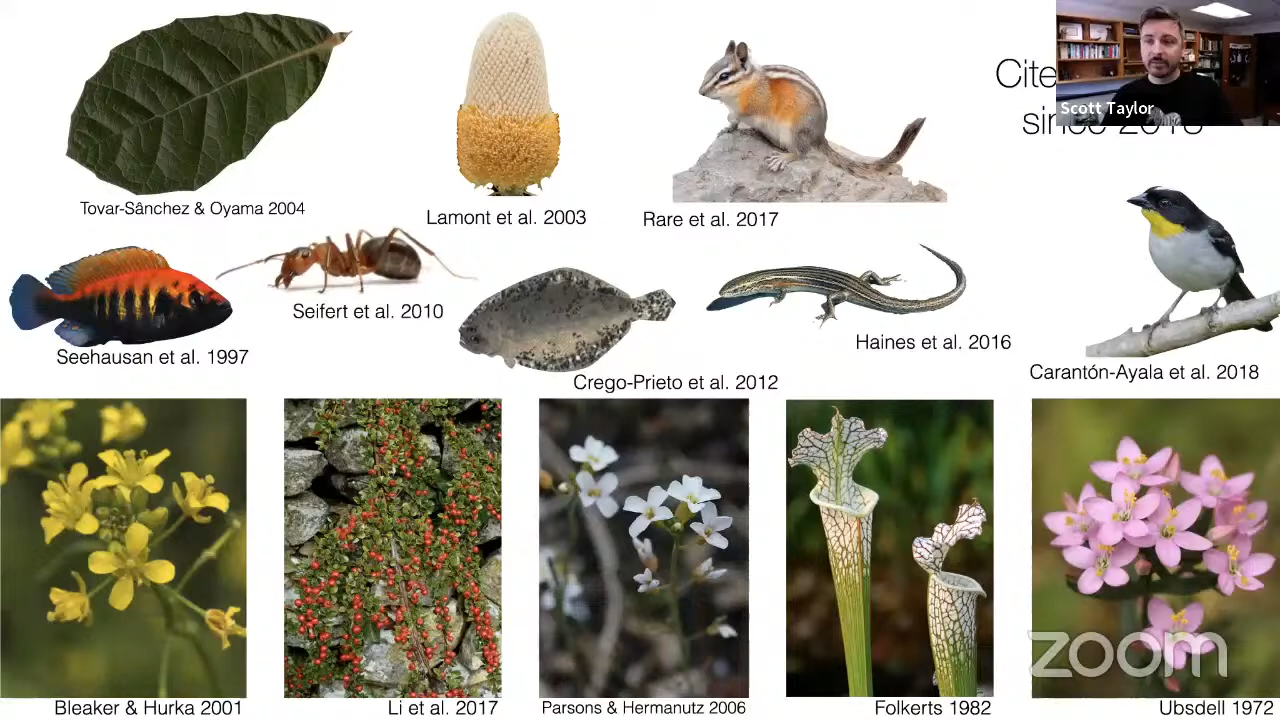 Scott Taylor
Tovar-Sânchez & Oyama 2004
Lamont et al. 2003
Rare et al. 2017
Seifert et al. 2010
Seehausan et al. 1997
Haines et al. 2016
Carantón-Ayala et al. 2018
Crego-Prieto et al. 2012
zoom
Bleaker & Hurka 2001
Li et al. 2017
Parsons & Hermanutz 2006
Folkerts 1982
Ubsdell 1972